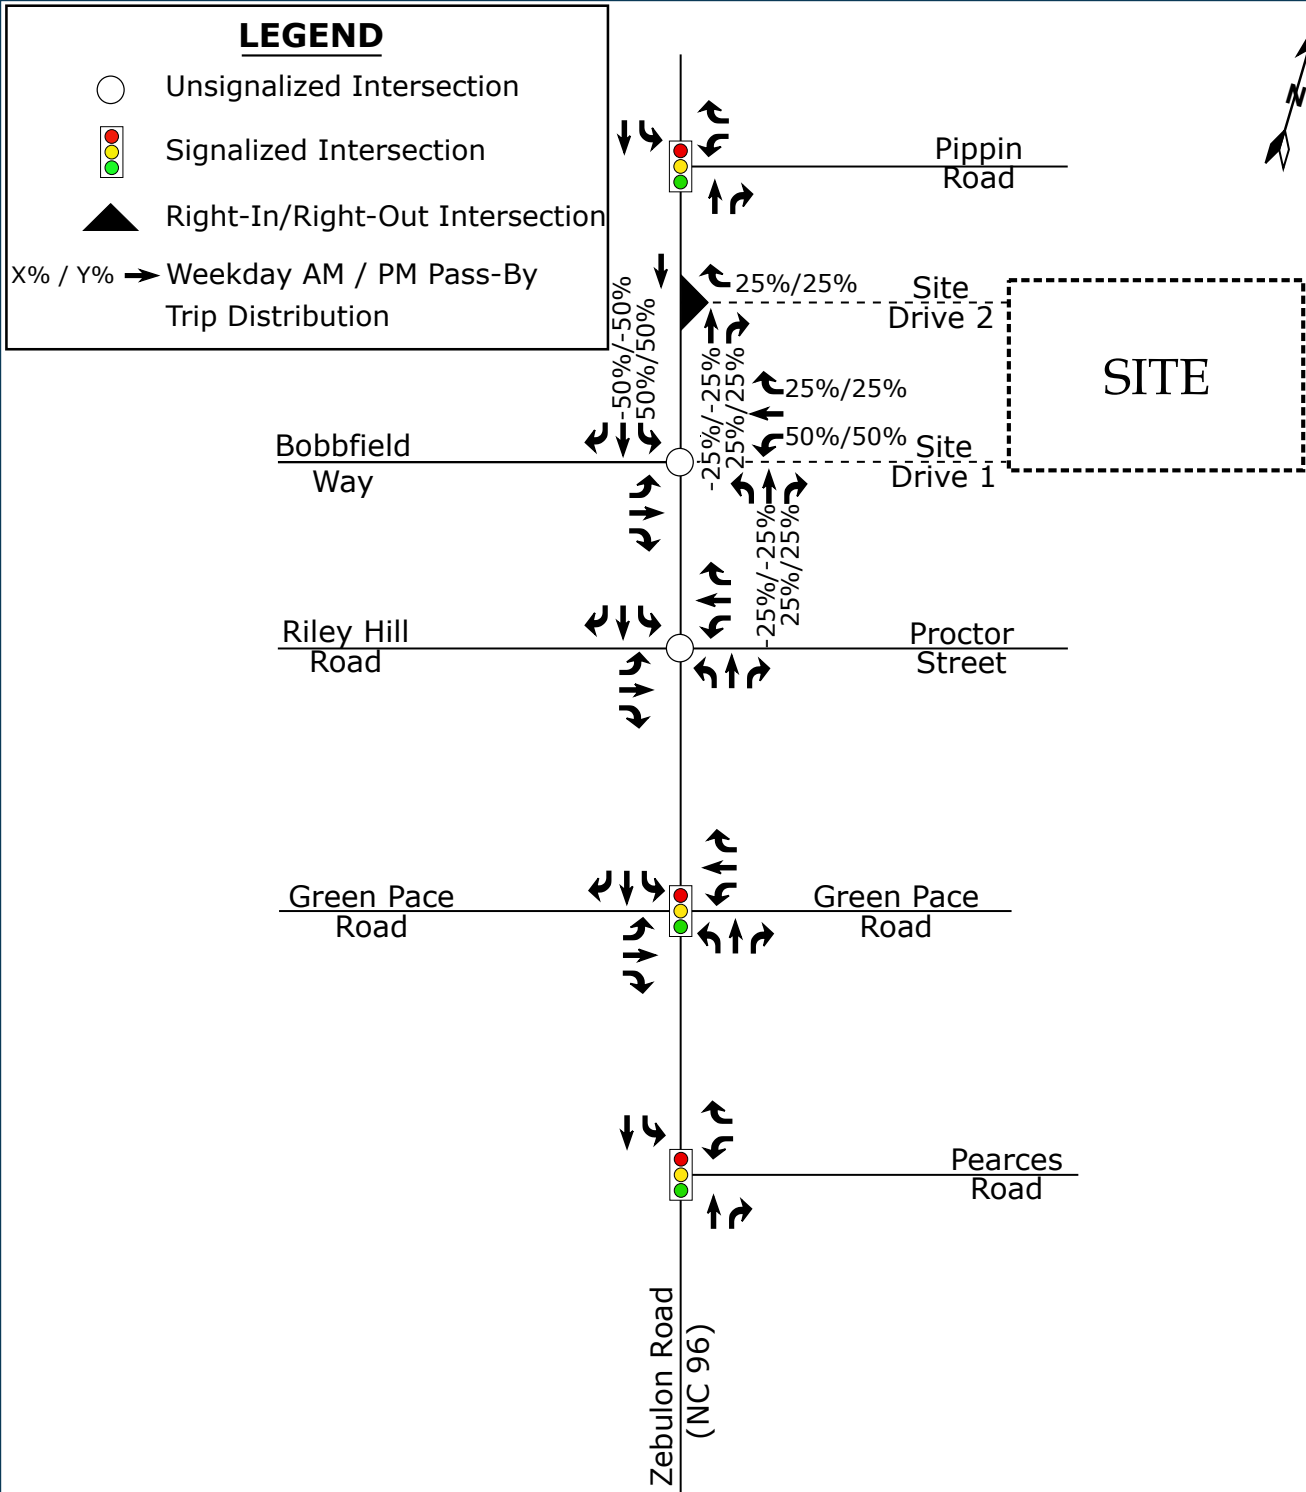 LEGEND
Unsignalized Intersection
Signalized Intersection
Right-In/Right-Out Intersection
X% / Y%
Weekday AM / PM Pass-By
Trip Distribution
N
Pippin
Road
25%/25%
Site
Drive 2
SITE
-50%/-50%
50%/50%
-25%/-25%
25%/25%
25%/25%
50%/50%
Site
Drive 1
Bobbfield
Way
-25%/-25%
25%/25%
Riley Hill
Road
Proctor
Street
Green Pace
Road
Green Pace
Road
Pearces
Road
Zebulon Road
(NC 96)